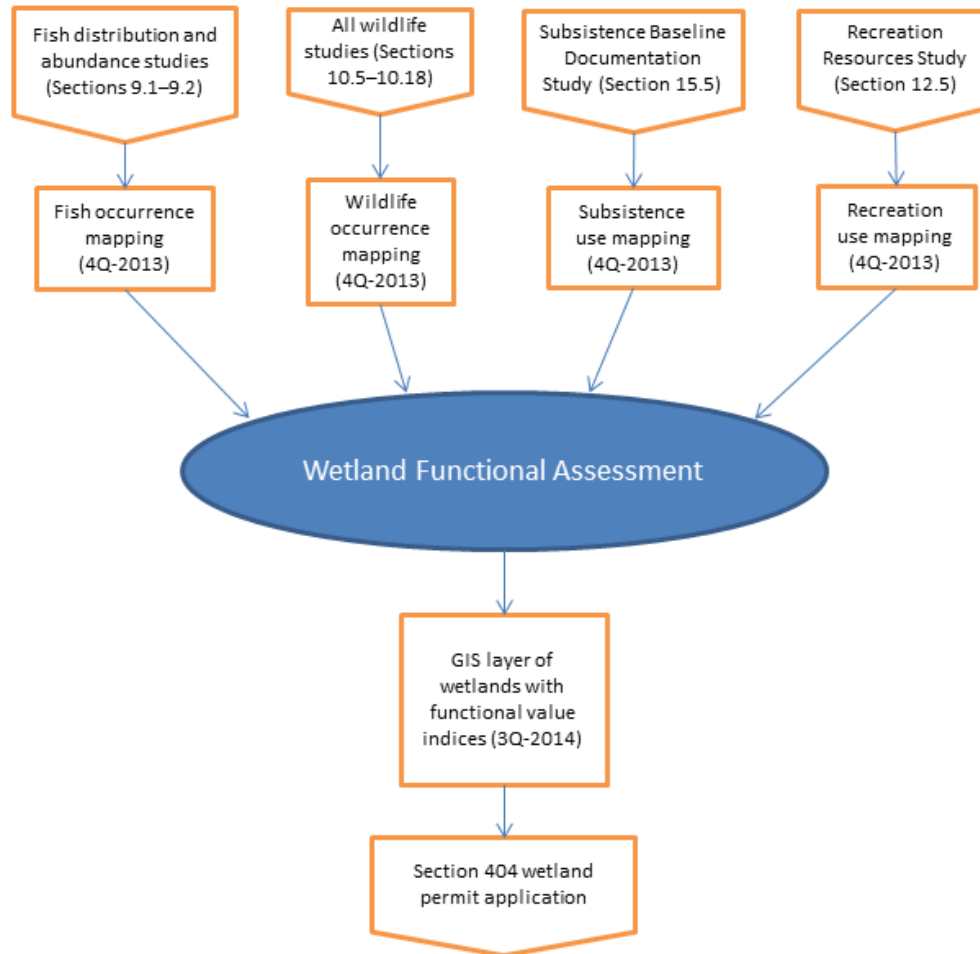 Fish distribution and
abundance studies
(Sections 9.1–9.2)
All wildlife
studies (Sections
10.5–10.18)
Subsistence Baseline
Documentation
Study (Section 15.5)
Recreation
Resources Study
(Section 12.5)
Fish occurrence
mapping
(4Q-2013)
Wildlife
occurrence
mapping
(4Q-2013)
Subsistence
use mapping
(4Q-2013)
Recreation
use mapping
(4Q-2013)
Wetland Functional Assessment
GIS layer of
wetlands with
functional value
indices (3Q-2014)
Section 404 wetland
permit application